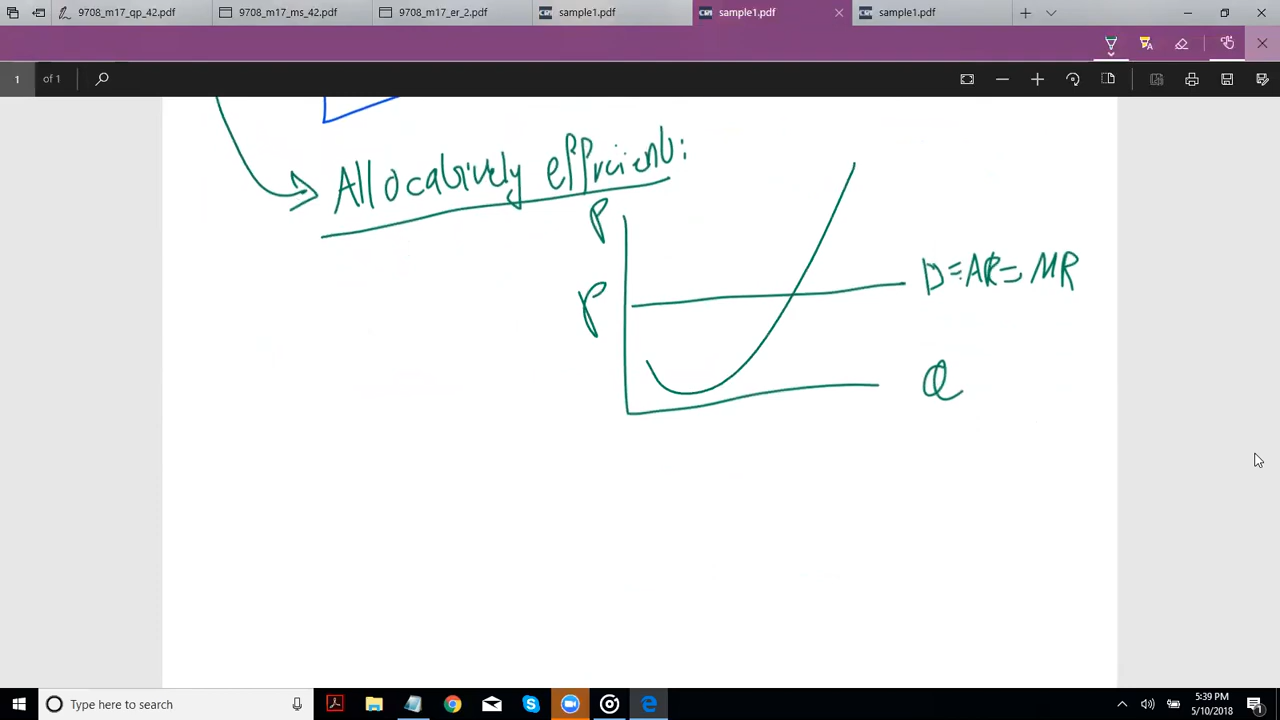 9708_m17_qp_42.pdf
9708_m17_ms_42.pdf
9708_m17_er_2.pdf
sample1.pdf
sample1.pdf
sample1.pdf
1 of 1
Allocatively efficient:
P
P
D=AR=MR
Q
Type here to search
5:39 PM
5/10/2018